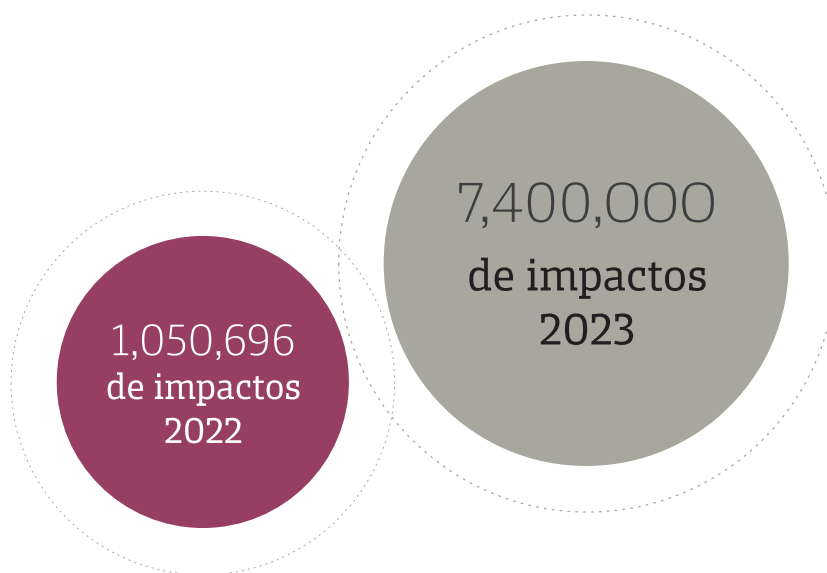 1,050,696
de impactos
2022
7,400,000
de impactos
2023